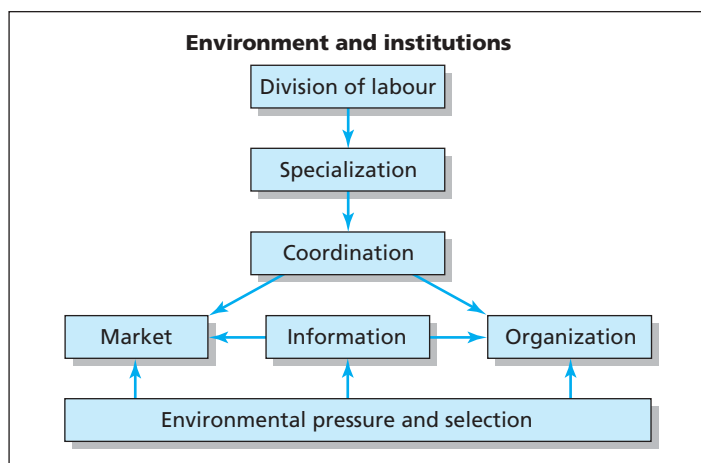 Environment and institutions
Division of labour
Specialization
Coordination
Market
Information
Organization
Environmental pressure and selection